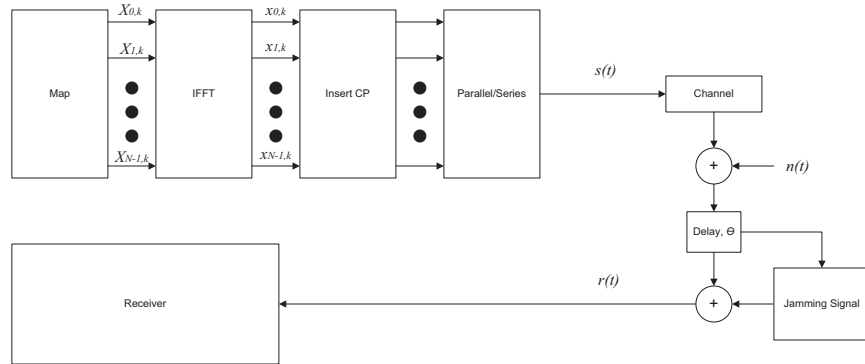 X0,k
x0,k
X1,k
x1,k
Map
IFFT
Insert CP
Parallel/Series
s(t)
Channel
XN-1,k
xN-1,k
+
n(t)
Delay, Θ
Receiver
r(t)
+
Jamming Signal